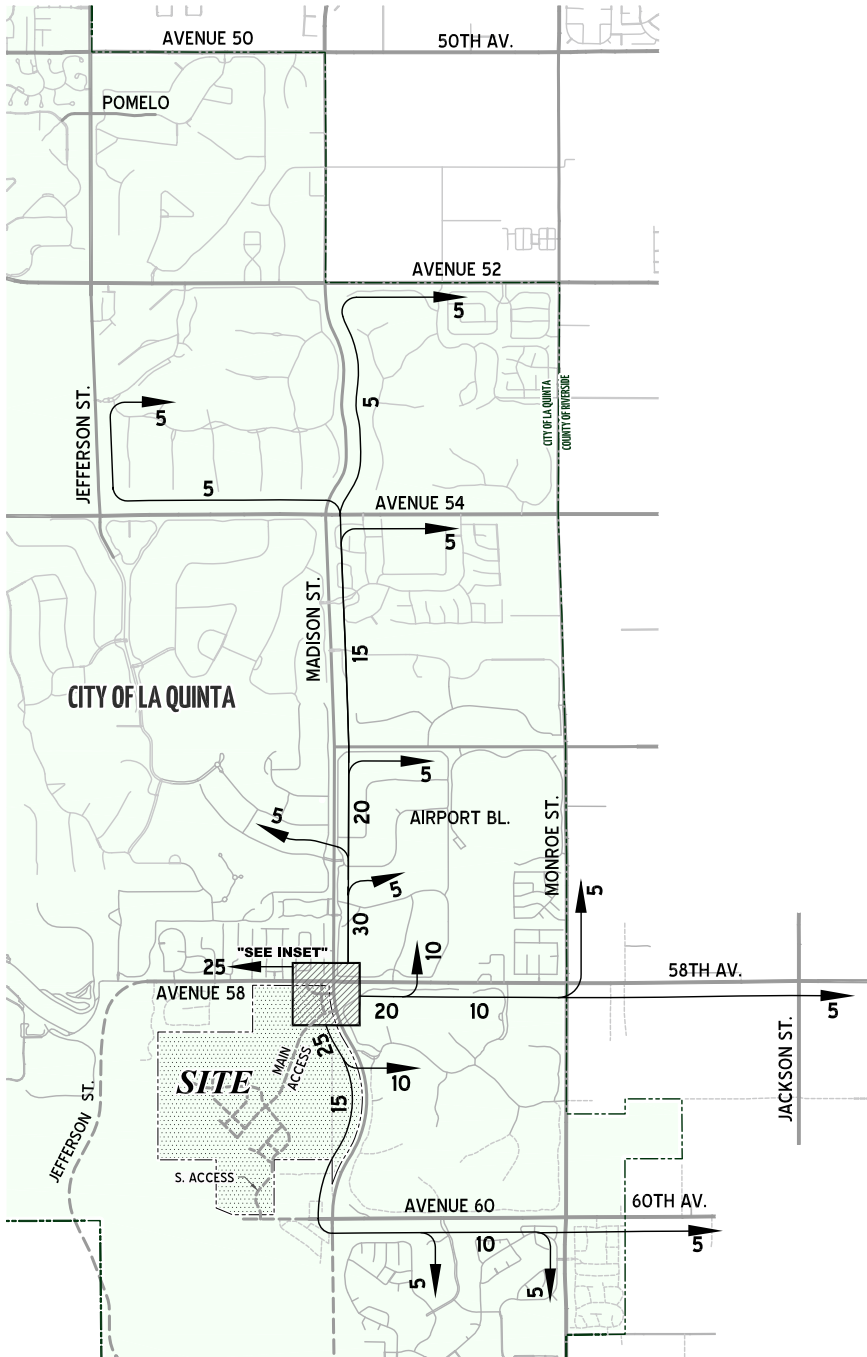 AVENUE 50
50TH AV.
POMELO
AVENUE 52
5
5
JEFFERSON ST.
5
5
CITY OF LA QUINTA
COUNTY OF RIVERSIDE
AVENUE 54
5
MADISON ST.
15
CITY OF LA QUINTA
5
20
5
AIRPORT BL.
MONROE ST.
5
5
30
10
"SEE INSET"
25
58TH AV.
AVENUE 58
20
10
5
JACKSON ST.
25
MAIN
ACCESS
10
SITE
15
JEFFERSON ST.
S. ACCESS
AVENUE 60
60TH AV.
10
5
5
5